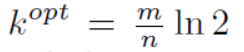 k^{opt} = \frac{m}{n} \ln 2